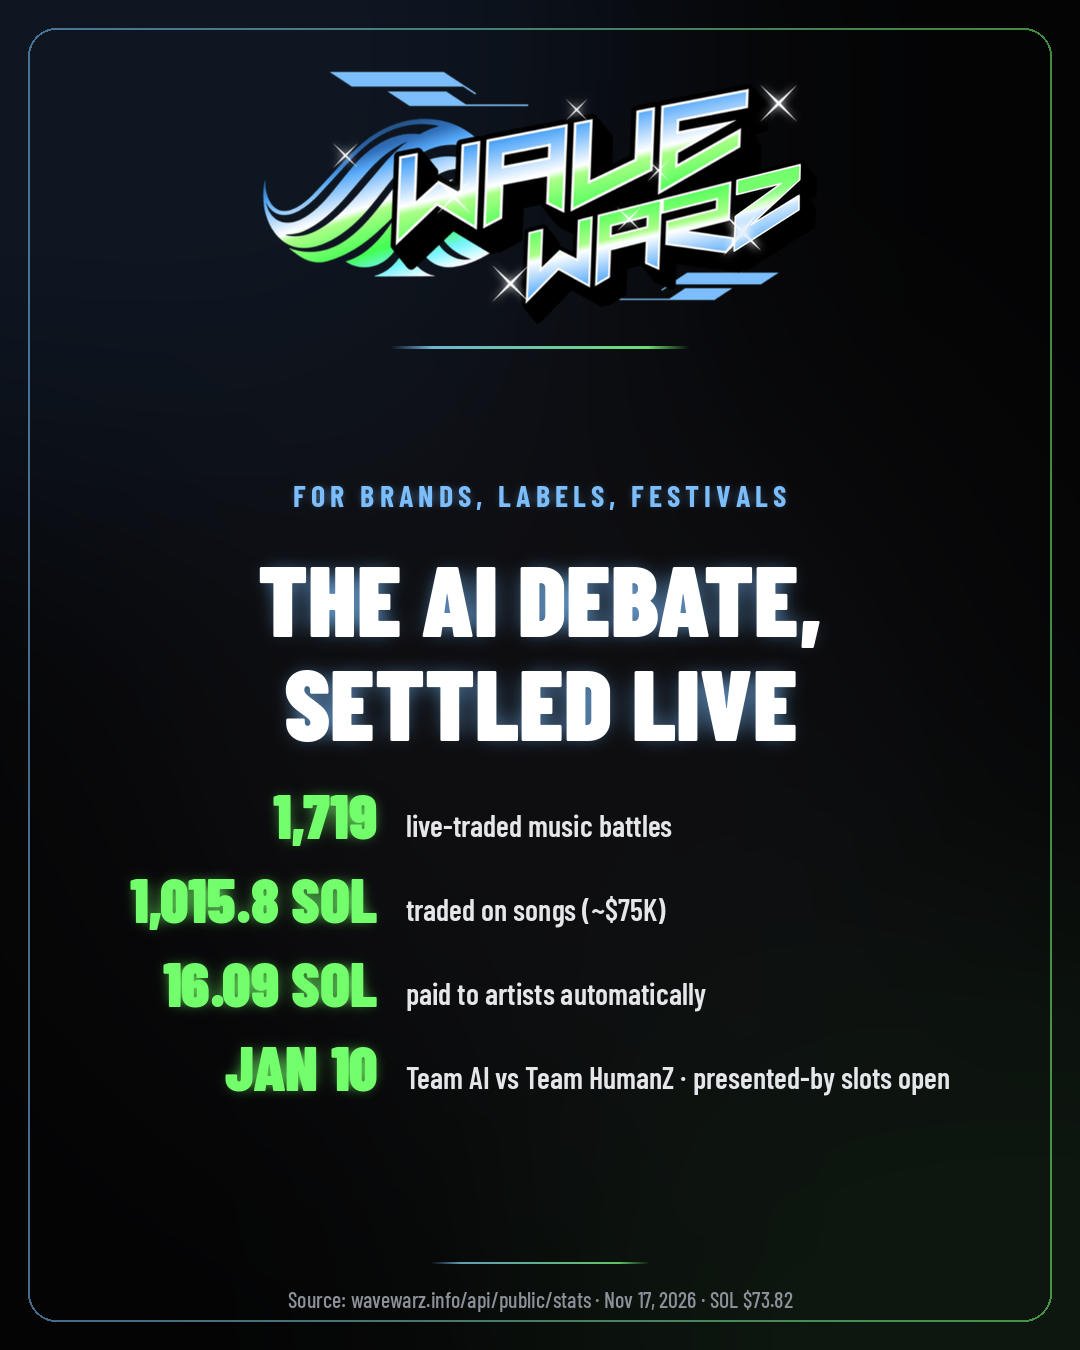 WAVE
WARZ
FOR BRANDS, LABELS, FESTIVALS
THE AI DEBATE,
SETTLED LIVE
1,719 live-traded music battles
1,015.8 SOL traded on songs (~$75K)
16.09 SOL paid to artists automatically
JAN 10 Team AI vs Team HumanZ · presented-by slots open
Source: wavewarz.info/api/public/stats · Nov 17, 2026 · SOL $73.82